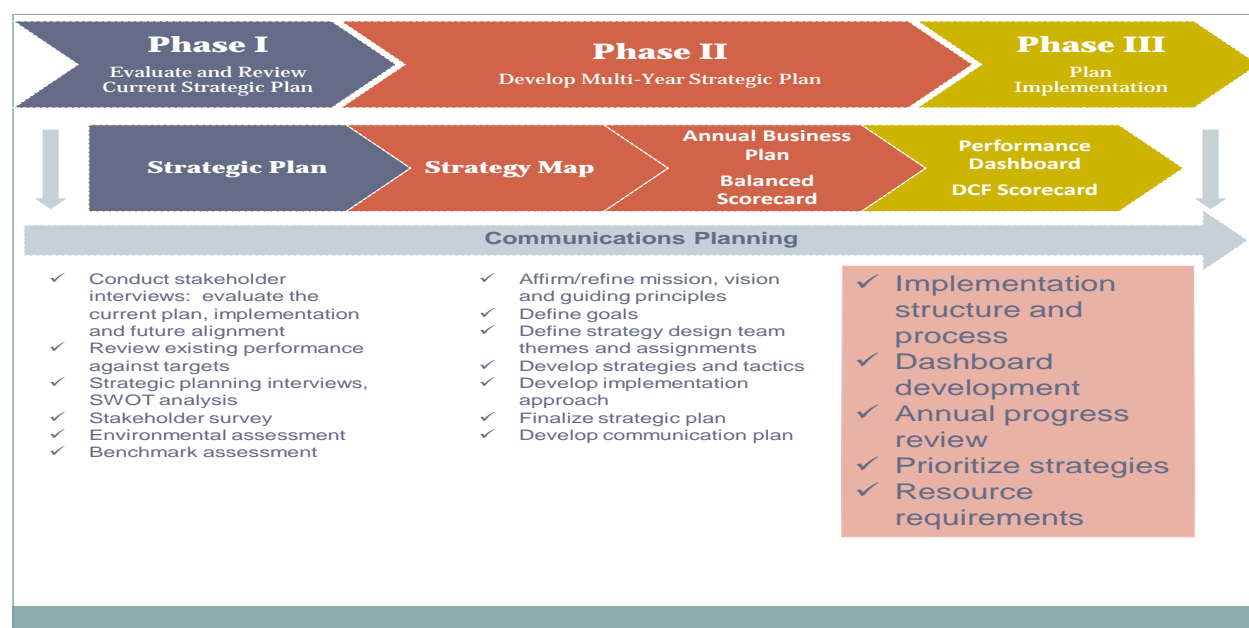 Phase I
Evaluate and Review
Current Strategic Plan
Phase II
Develop Multi-Year Strategic Plan
Phase III
Plan
Implementation
Strategic Plan
Strategy Map
Annual Business
Plan
Balanced
Scorecard
Performance
Dashboard
DCF Scorecard
Communications Planning
✓ Conduct stakeholder
interviews: evaluate the
current plan, implementation
and future alignment
✓ Review existing performance
against targets
✓ Strategic planning interviews,
SWOT analysis
✓ Stakeholder survey
✓ Environmental assessment
✓ Benchmark assessment
✓ Affirm/refine mission, vision
and guiding principles
✓ Define goals
✓ Define strategy design team
themes and assignments
✓ Develop strategies and tactics
✓ Develop implementation
approach
✓ Finalize strategic plan
✓ Develop communication plan
✓ Implementation
structure and
process
✓ Dashboard
development
✓ Annual progress
review
✓ Prioritize strategies
✓ Resource
requirements